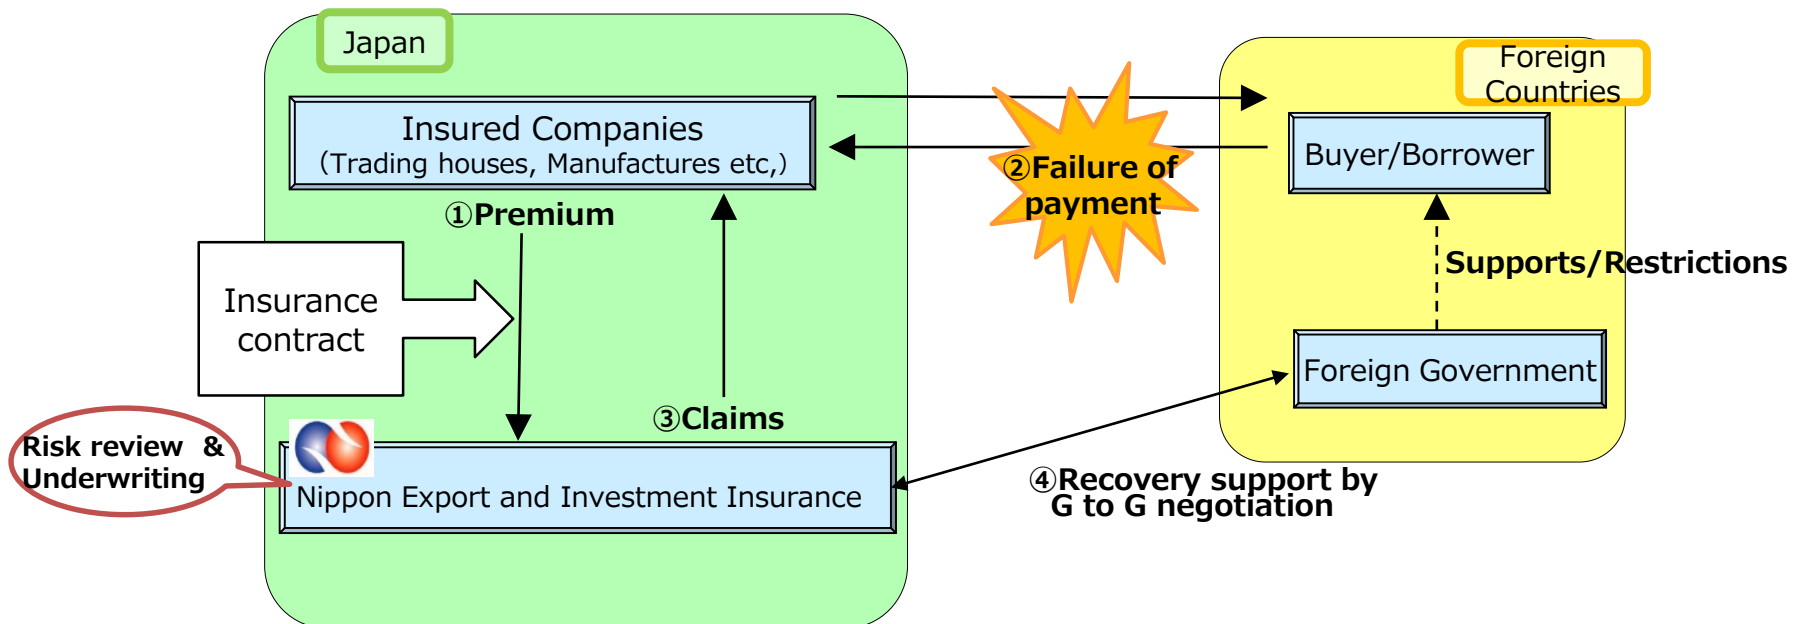 Japan
Foreign
Countries
Insured Companies
(Trading houses, Manufactures etc,)
Buyer/Borrower
②Failure of
payment
①Premium
Supports/Restrictions
Insurance
contract
Foreign Government
③Claims
Risk review &
Underwriting
Nippon Export and Investment Insurance
④Recovery support by
G to G negotiation